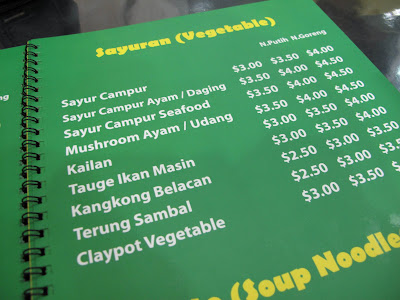 Sayuran (Vegetable)
N.Putih N.Goreng
Sayur Campur $3.00 $3.50 $4.00
Sayur Campur Ayam / Daging $3.50 $4.00 $4.50
Sayur Campur Seafood $3.50 $4.00 $4.50
Mushroom Ayam / Udang $3.50 $4.00 $4.50
Kailan $3.00 $3.50 $4.00
Tauge Ikan Masin $3.00 $3.50 $4.00
Kangkong Belacan $2.50 $3.00 $3.50
Terung Sambal $2.50 $3.00 $3.50
Claypot Vegetable $3.00 $3.50
(Soup Noodle